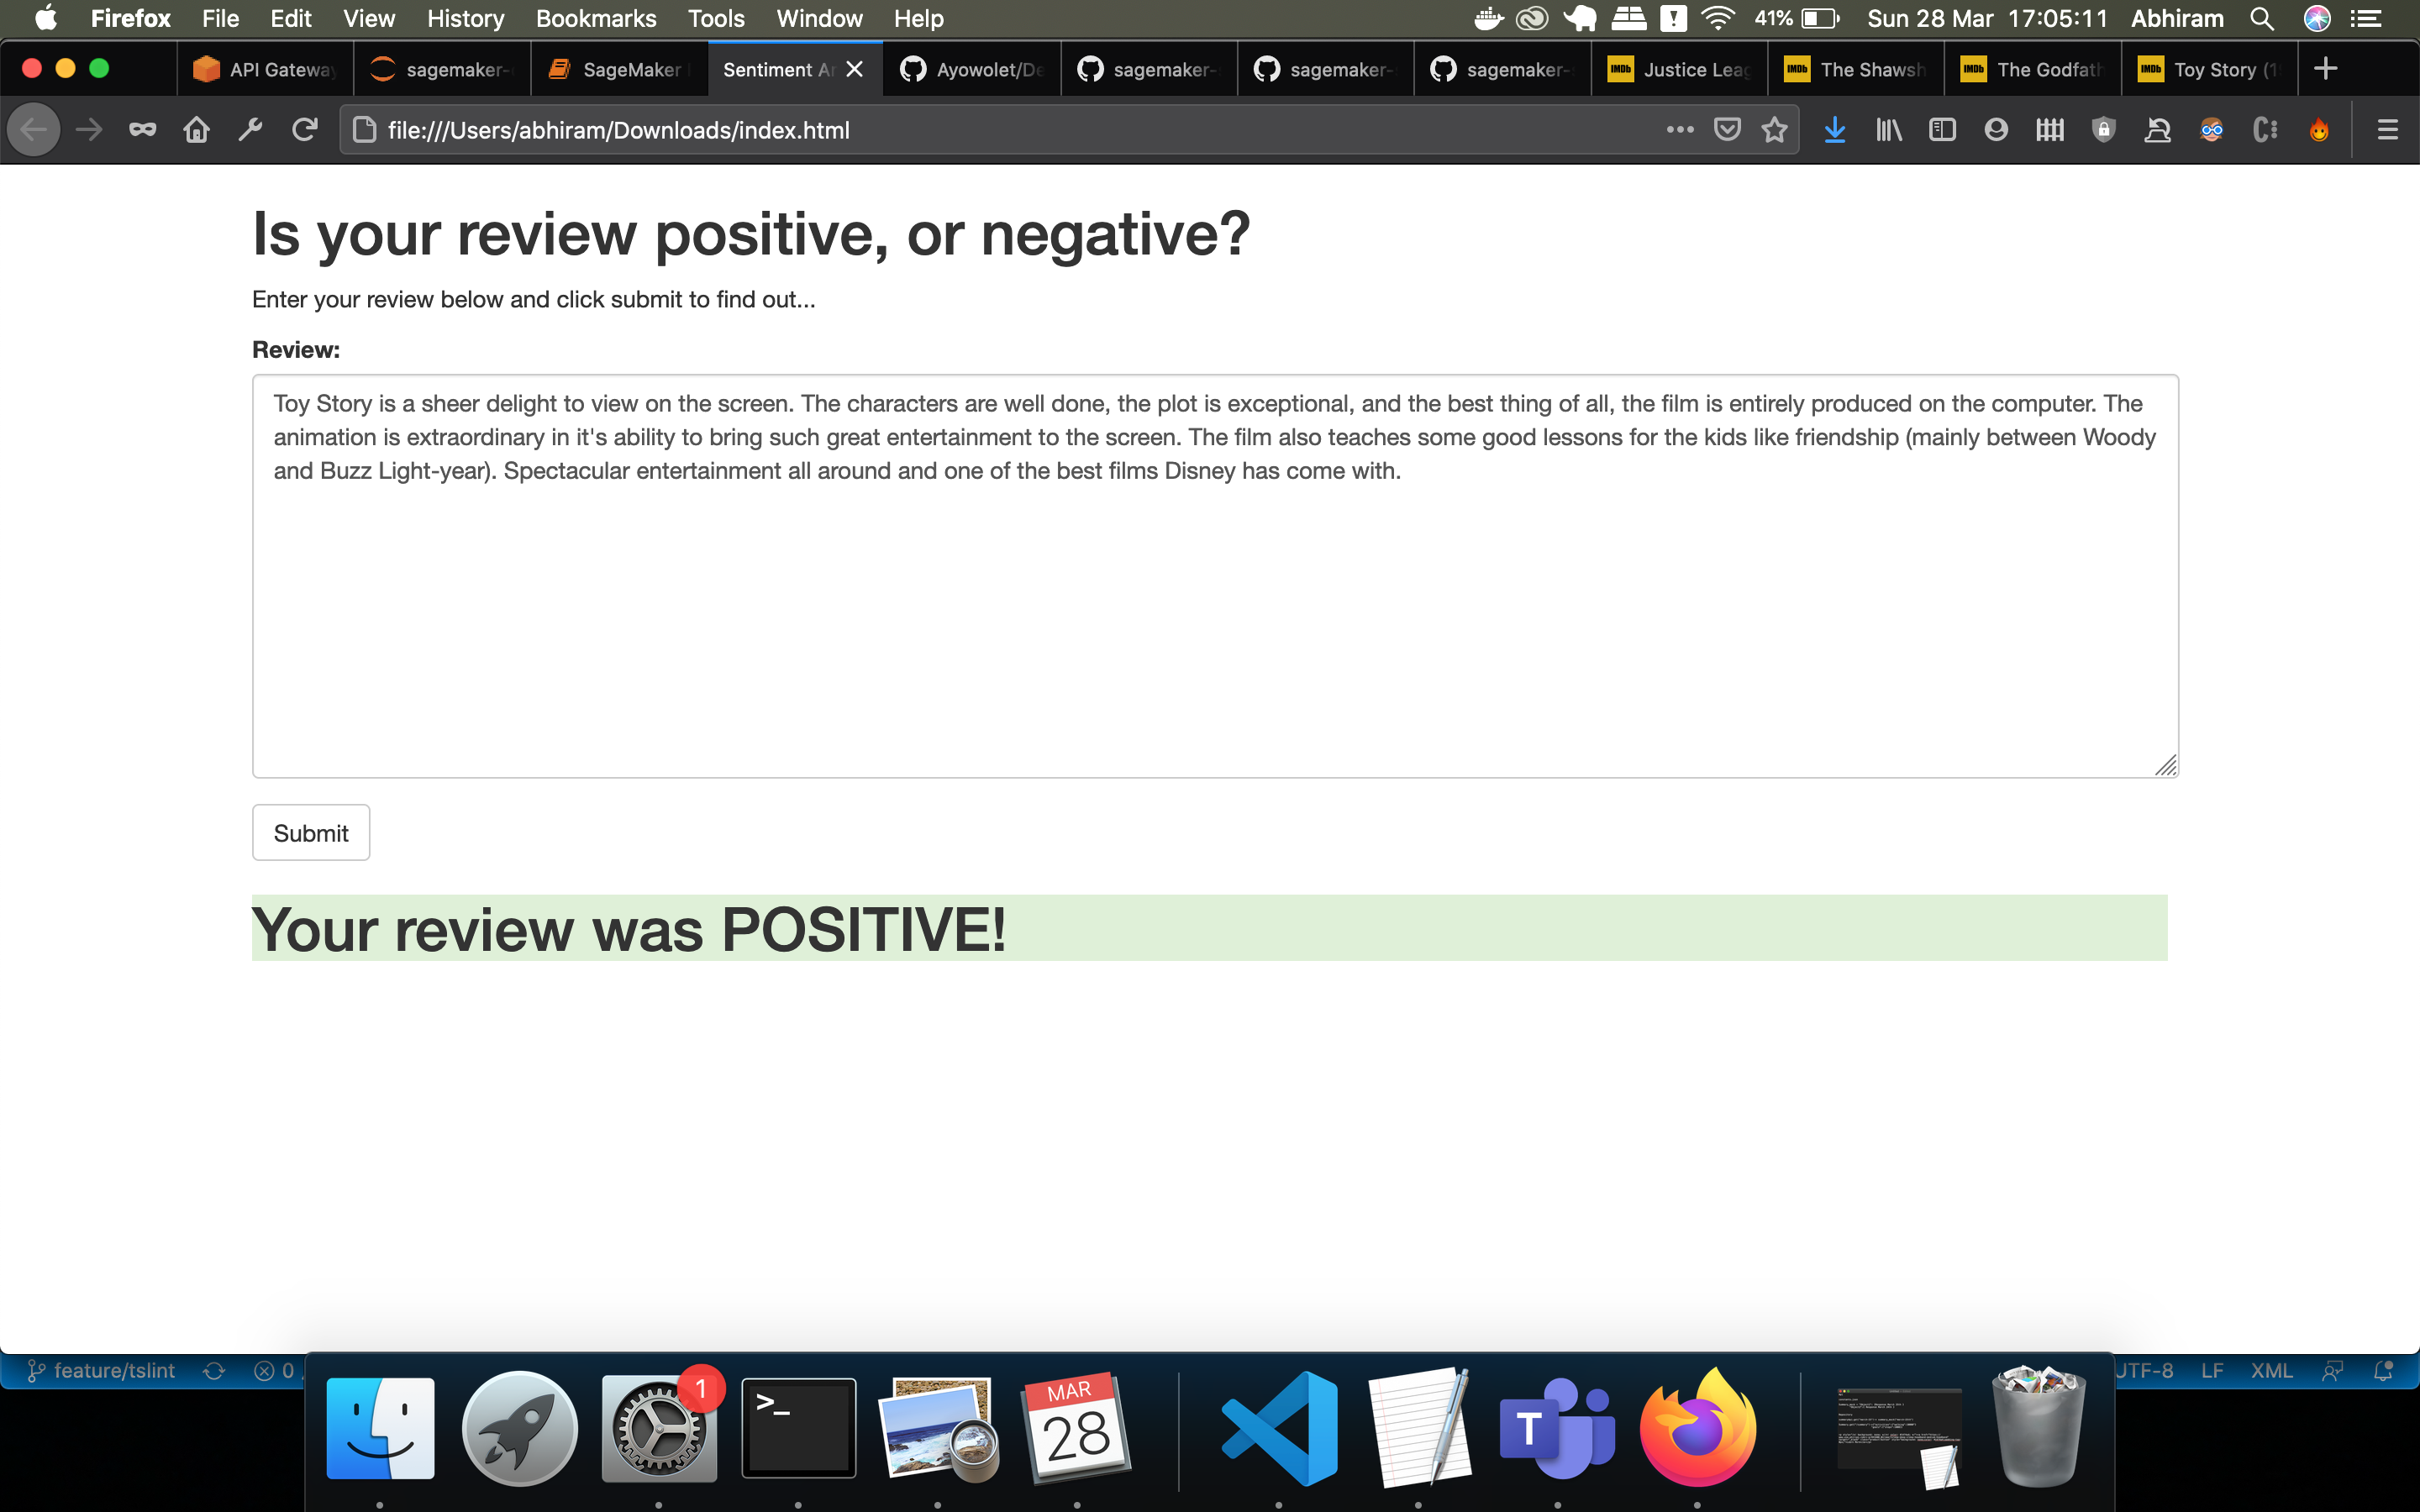 Firefox File Edit View History Bookmarks Tools Window Help 41% Sun 28 Mar 17:05:11 Abhiram
API Gateway sagemaker- SageMaker Sentiment An Ayowolet/De sagemaker- sagemaker- sagemaker- IMDb Justice Leag IMDb The Shawsh IMDb The Godfath IMDb Toy Story (1
file:///Users/abhiram/Downloads/index.html
Is your review positive, or negative?
Enter your review below and click submit to find out...
Review:
Toy Story is a sheer delight to view on the screen. The characters are well done, the plot is exceptional, and the best thing of all, the film is entirely produced on the computer. The
animation is extraordinary in it's ability to bring such great entertainment to the screen. The film also teaches some good lessons for the kids like friendship (mainly between Woody
and Buzz Light-year). Spectacular entertainment all around and one of the best films Disney has come with.
Submit
Your review was POSITIVE!
feature/tslint 0 UTF-8 LF XML
1
>_
MAR
28
T